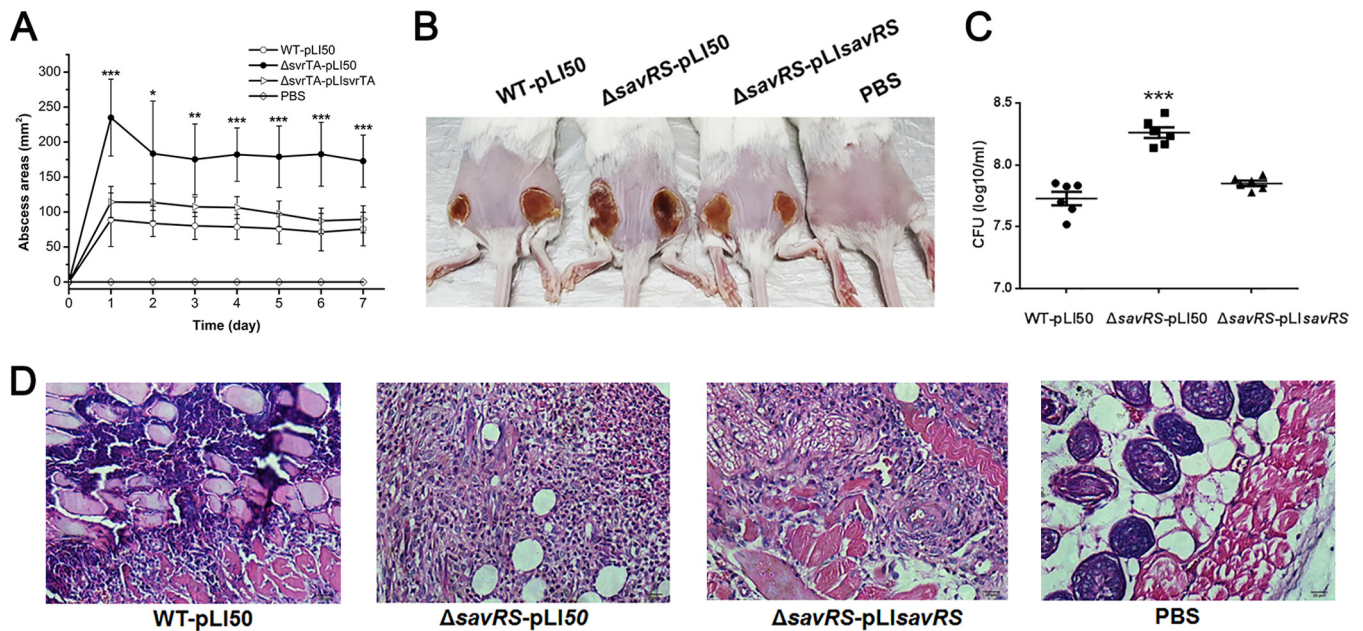 A
WT-pLI50
ΔsvrTA-pLI50
ΔsvrTA-pLIsvrTA
PBS
Abscess areas (mm²)
300
250
200
150
100
50
0
***
*
**
***
***
***
***
0 1 2 3 4 5 6 7
Time (day)
B
WT-pLI50
ΔsavRS-pLI50
ΔsavRS-pLIsavRS
PBS
C
CFU (log10/ml)
8.5
8.0
7.5
7.0
***
WT-pLI50
ΔsavRS-pLI50
ΔsavRS-pLIsavRS
D
WT-pLI50
ΔsavRS-pLI50
ΔsavRS-pLIsavRS
PBS